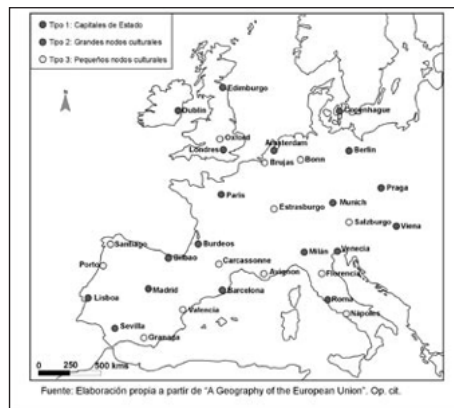 Tipo 1: Capitales de Estado
Tipo 2: Grandes nodos culturales
Tipo 3: Pequeños nodos culturales
Edimburgo
Dublin
Copenhague
Oxford
Londres
Amsterdam
Berlin
Brujas
Bonn
Paris
Praga
Estrasburgo
Munich
Salzburgo
Viena
Santiago
Bilbao
Burdeos
Milán
Venecia
Porto
Carcassonne
Avignon
Florencia
Lisboa
Madrid
Barcelona
Roma
Valencia
Nápoles
Sevilla
Granada
0 250 500 kms
Fuente: Elaboración propia a partir de "A Geography of the European Union". Op. cit.